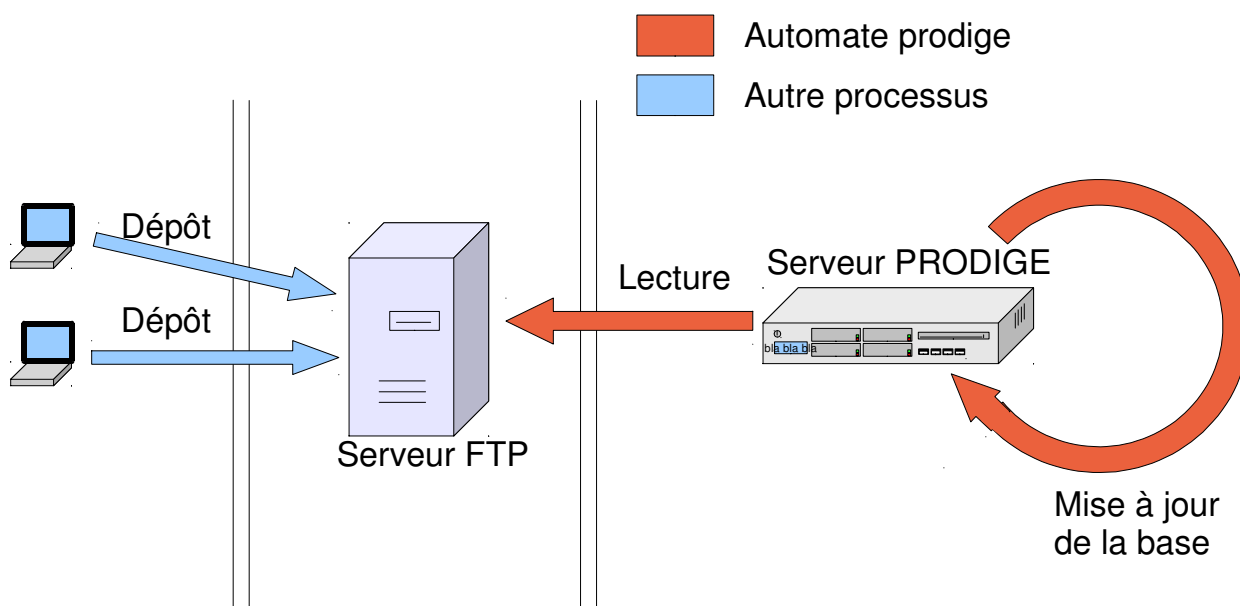 Automate prodige
Autre processus
Dépôt
Serveur PRODIGE
Lecture
Dépôt
bla bla bla
Serveur FTP
Mise à jour
de la base